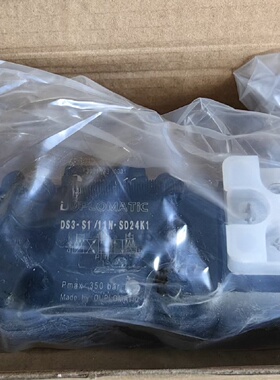 DS3-S1/11N-SD24K1
Pmax 350 bar
Made by DUPLOMATIC